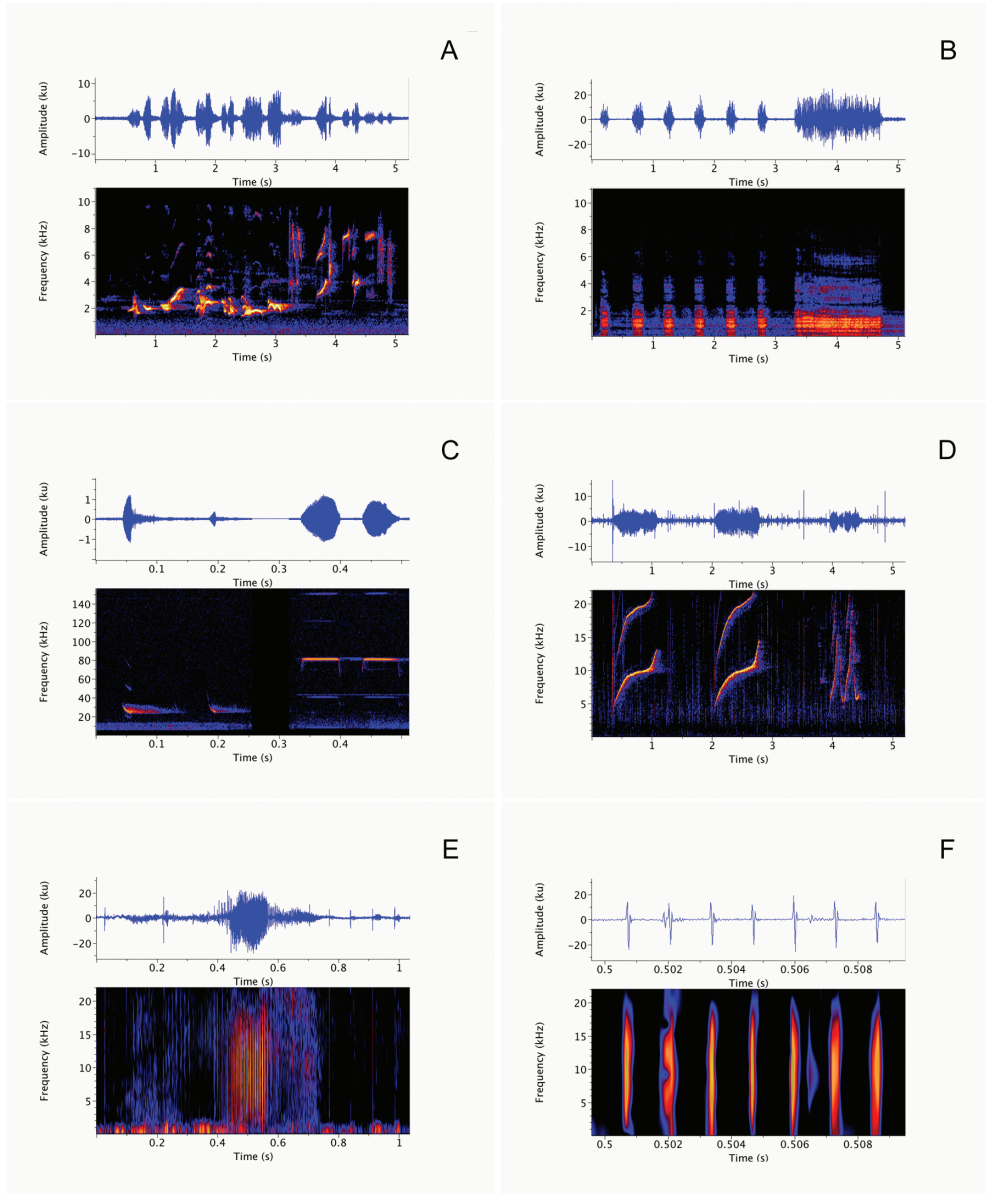 A
Amplitude (ku)
10
0
−10
1 2 3 4 5
Time (s)
Frequency (kHz)
10
8
6
4
2
1 2 3 4 5
Time (s)
B
Amplitude (ku)
20
0
−20
1 2 3 4 5
Time (s)
Frequency (kHz)
10
8
6
4
2
1 2 3 4 5
Time (s)
C
Amplitude (ku)
1
0
−1
0.1 0.2 0.3 0.4
Time (s)
Frequency (kHz)
140
120
100
80
60
40
20
0.1 0.2 0.3 0.4
Time (s)
D
Amplitude (ku)
10
0
−10
1 2 3 4 5
Time (s)
Frequency (kHz)
20
15
10
5
1 2 3 4 5
Time (s)
E
Amplitude (ku)
20
0
−20
0.2 0.4 0.6 0.8 1
Time (s)
Frequency (kHz)
20
15
10
5
0.2 0.4 0.6 0.8 1
Time (s)
F
Amplitude (ku)
20
0
−20
0.5 0.502 0.504 0.506 0.508
Time (s)
Frequency (kHz)
20
15
10
5
0.5 0.502 0.504 0.506 0.508
Time (s)